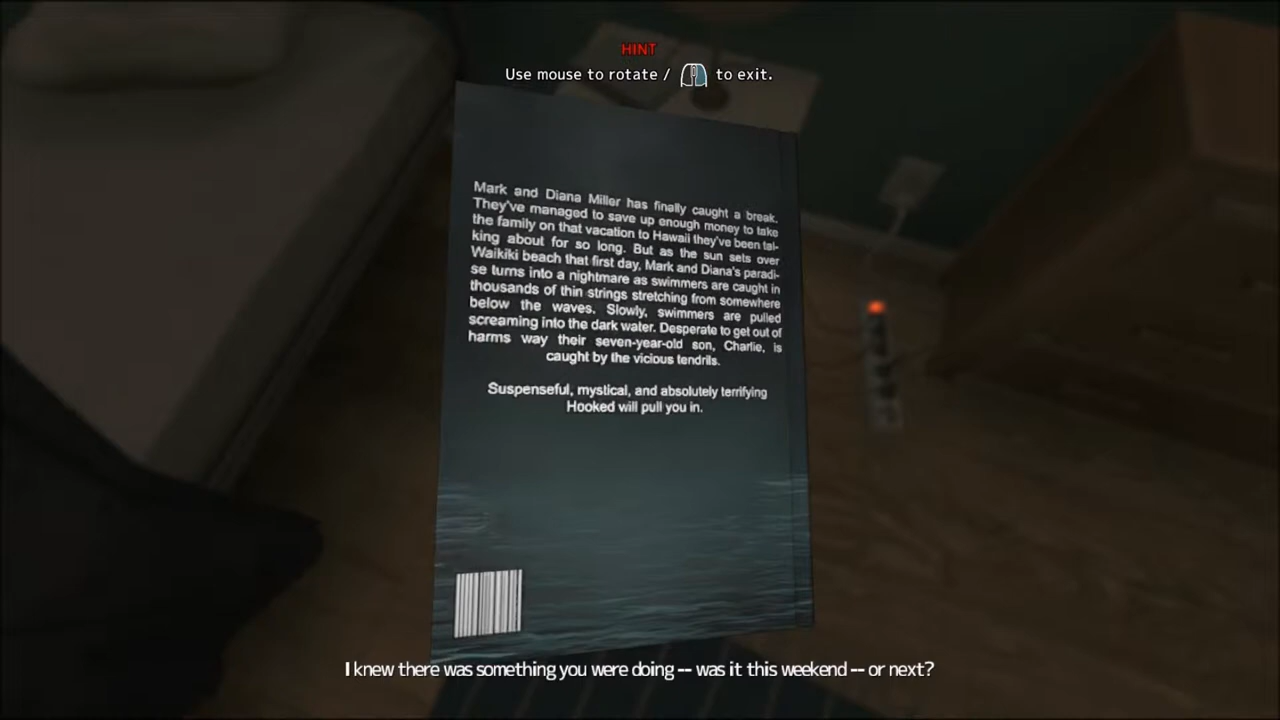 HINT
Use mouse to rotate / to exit.
Mark and Diana Miller has finally caught a break.
They've managed to save up enough money to take
the family on that vacation to Hawaii they've been tal-
king about for so long. But as the sun sets over
Waikiki beach that first day, Mark and Diana's paradi-
se turns into a nightmare as swimmers are caught in
thousands of thin strings stretching from somewhere
below the waves. Slowly, swimmers are pulled
screaming into the dark water. Desperate to get out of
harms way their seven-year-old son, Charlie, is
caught by the vicious tendrils.
Suspenseful, mystical, and absolutely terrifying
Hooked will pull you in.
I knew there was something you were doing -- was it this weekend -- or next?